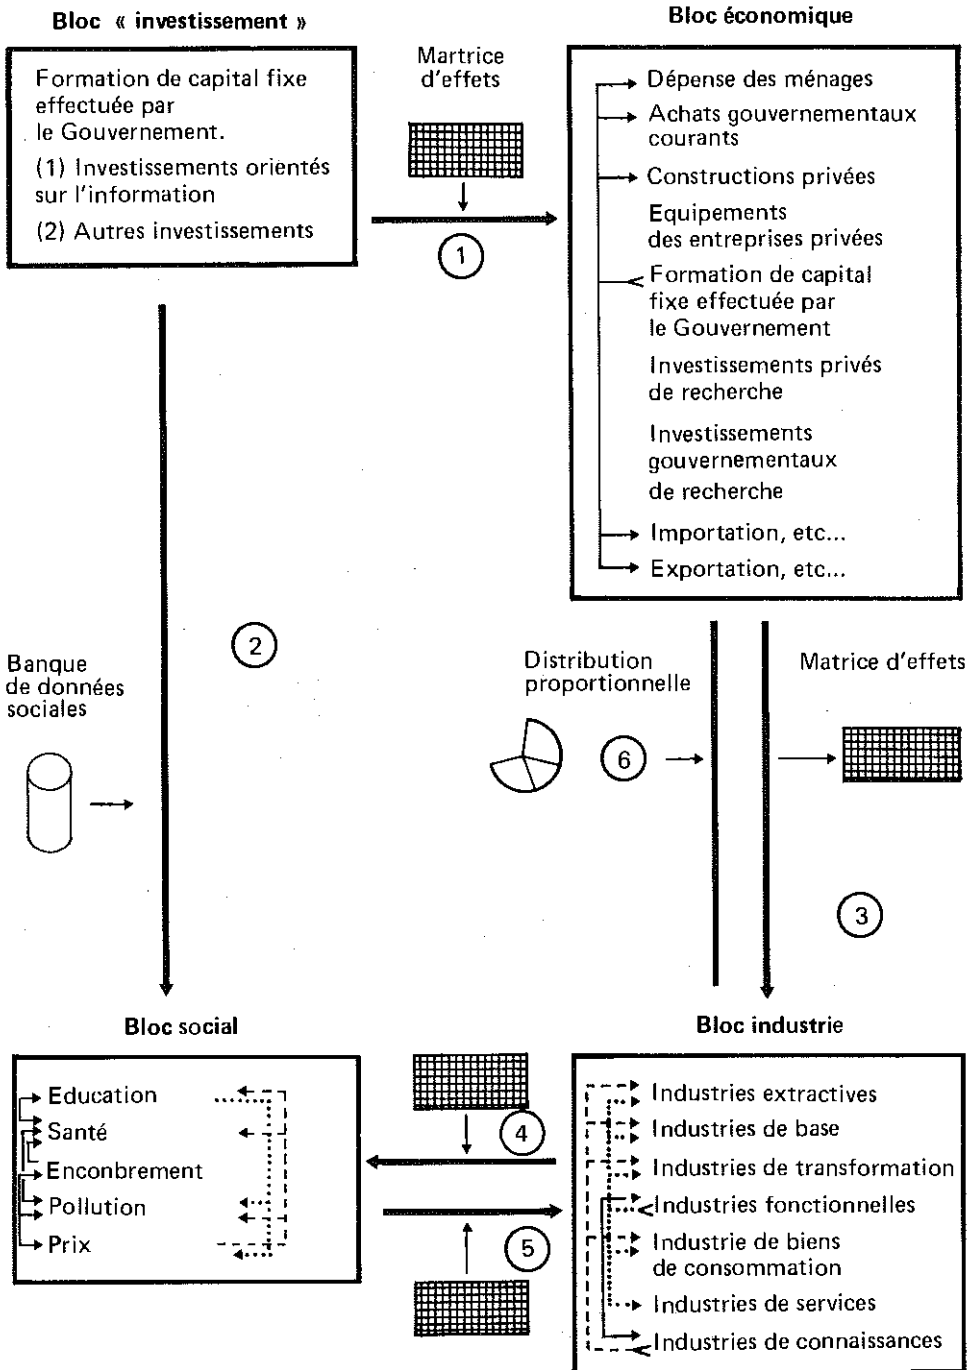 Bloc « investissement »
Formation de capital fixe
effectuée par
le Gouvernement.
(1) Investissements orientés
sur l'information
(2) Autres investissements
Martrice
d'effets
1
Bloc économique
Dépense des ménages
Achats gouvernementaux
courants
Constructions privées
Equipements
des entreprises privées
Formation de capital
fixe effectuée par
le Gouvernement
Investissements privés
de recherche
Investissements
gouvernementaux
de recherche
Importation, etc...
Exportation, etc...
2
Banque
de données
sociales
Distribution
proportionnelle
6
Matrice d'effets
3
Bloc social
Education
Santé
Enconbrement
Pollution
Prix
4
5
Bloc industrie
Industries extractives
Industries de base
Industries de transformation
Industries fonctionnelles
Industrie de biens
de consommation
Industries de services
Industries de connaissances